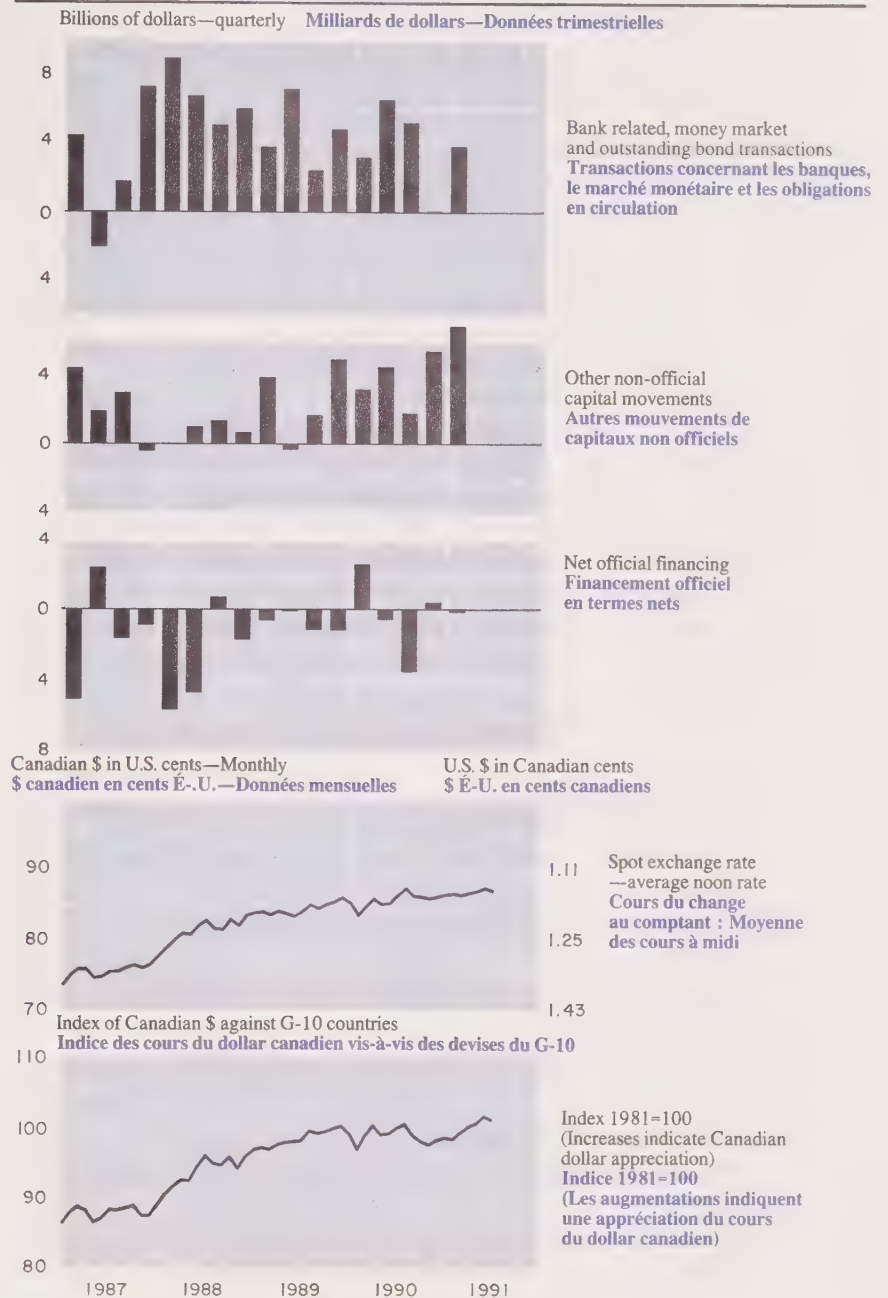 Billions of dollars—quarterly Milliards de dollars—Données trimestrielles
8
4
0
4
Bank related, money market
and outstanding bond transactions
Transactions concernant les banques,
le marché monétaire et les obligations
en circulation
4
0
4
Other non-official
capital movements
Autres mouvements de
capitaux non officiels
4
0
4
8
Net official financing
Financement officiel
en termes nets
Canadian $ in U.S. cents—Monthly
$ canadien en cents É-.U.—Données mensuelles
U.S. $ in Canadian cents
$ É-U. en cents canadiens
90
80
70
1.11
1.25
1.43
Spot exchange rate
—average noon rate
Cours du change
au comptant : Moyenne
des cours à midi
Index of Canadian $ against G-10 countries
Indice des cours du dollar canadien vis-à-vis des devises du G-10
110
100
90
80
Index 1981=100
(Increases indicate Canadian
dollar appreciation)
Indice 1981=100
(Les augmentations indiquent
une appréciation du cours
du dollar canadien)
1987 1988 1989 1990 1991